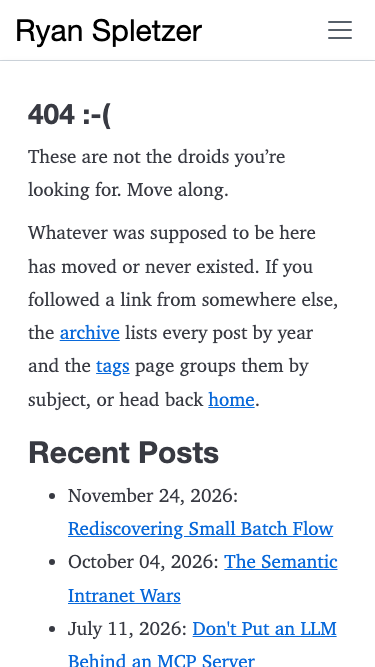 Ryan Spletzer
404 :-(
These are not the droids you’re
looking for. Move along.
Whatever was supposed to be here
has moved or never existed. If you
followed a link from somewhere else,
the archive lists every post by year
and the tags page groups them by
subject, or head back home.
Recent Posts
• November 24, 2026:
Rediscovering Small Batch Flow
• October 04, 2026: The Semantic
Intranet Wars
• July 11, 2026: Don't Put an LLM
Behind an MCP Server